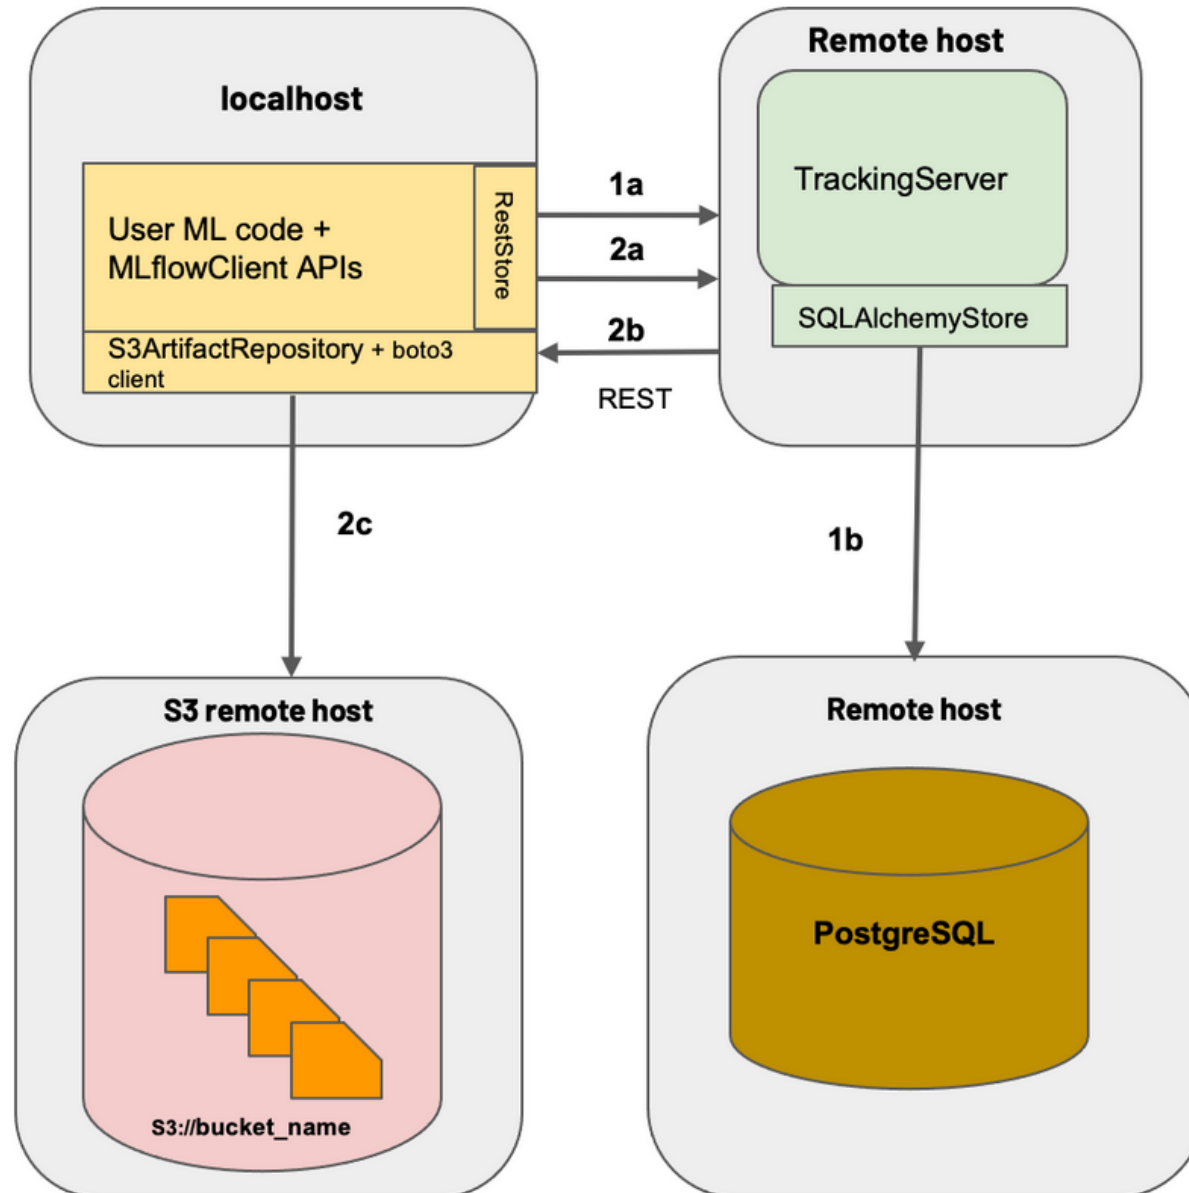 localhost
User ML code +
MLflowClient APIs
RestStore
S3ArtifactRepository + boto3
client
1a
2a
2b
REST
Remote host
TrackingServer
SQLAlchemyStore
2c
1b
S3 remote host
S3://bucket_name
Remote host
PostgreSQL